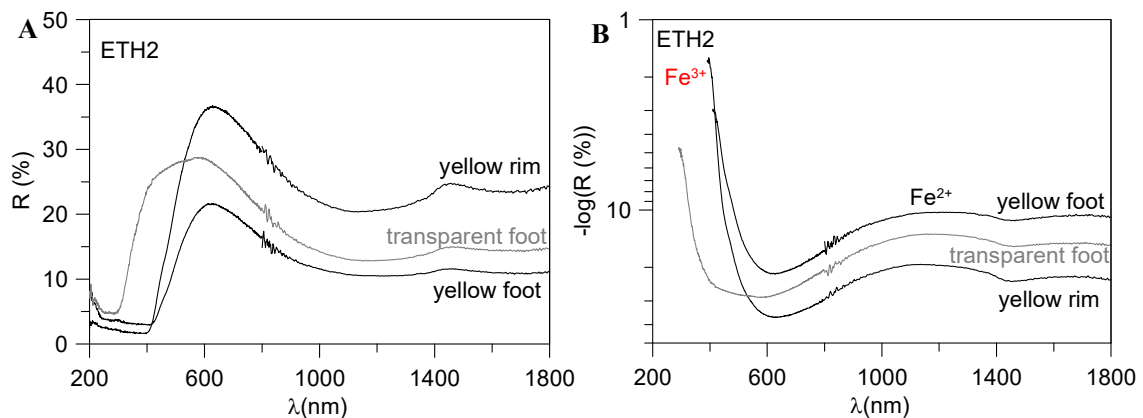 A
ETH2
50
40
30
20
10
0
R (%)
yellow rim
transparent foot
yellow foot
200 600 1000 1400 1800
λ(nm)
B
ETH2
Fe³⁺
1
10
-log(R (%))
Fe²⁺
yellow foot
transparent foot
yellow rim
200 600 1000 1400 1800
λ(nm)